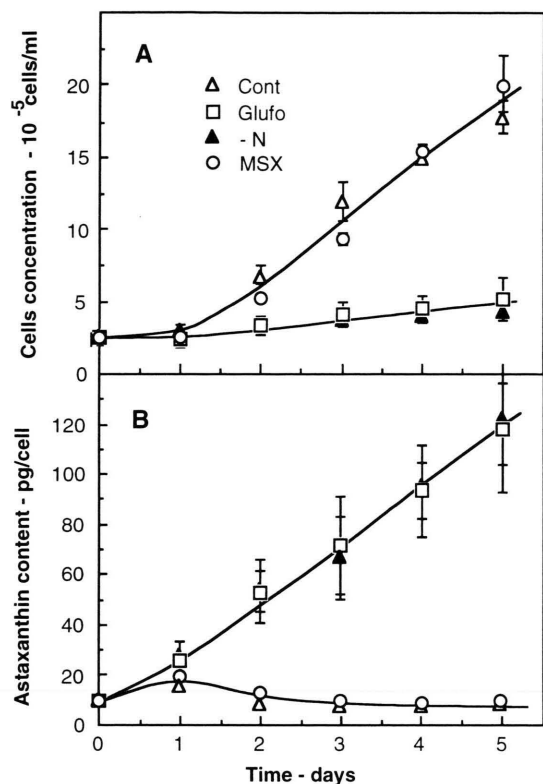 A
Cont
Glufo
- N
MSX
20
15
10
5
0
Cells concentration - 10 -5cells/ml
B
120
100
80
60
40
20
0
Astaxanthin content - pg/cell
0 1 2 3 4 5
Time - days